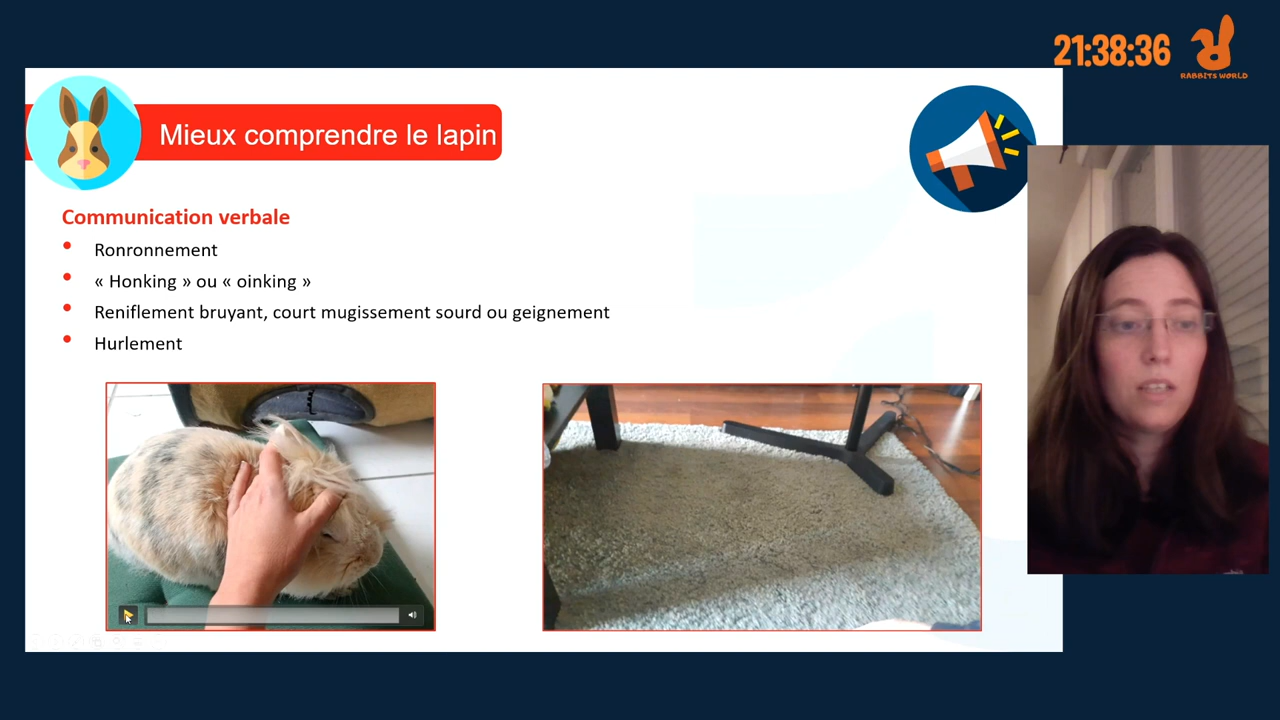 21:38:36
RABBITS WORLD
Mieux comprendre le lapin
Communication verbale
• Ronronnement
• « Honking » ou « oinking »
• Reniflement bruyant, court mugissement sourd ou geignement
• Hurlement